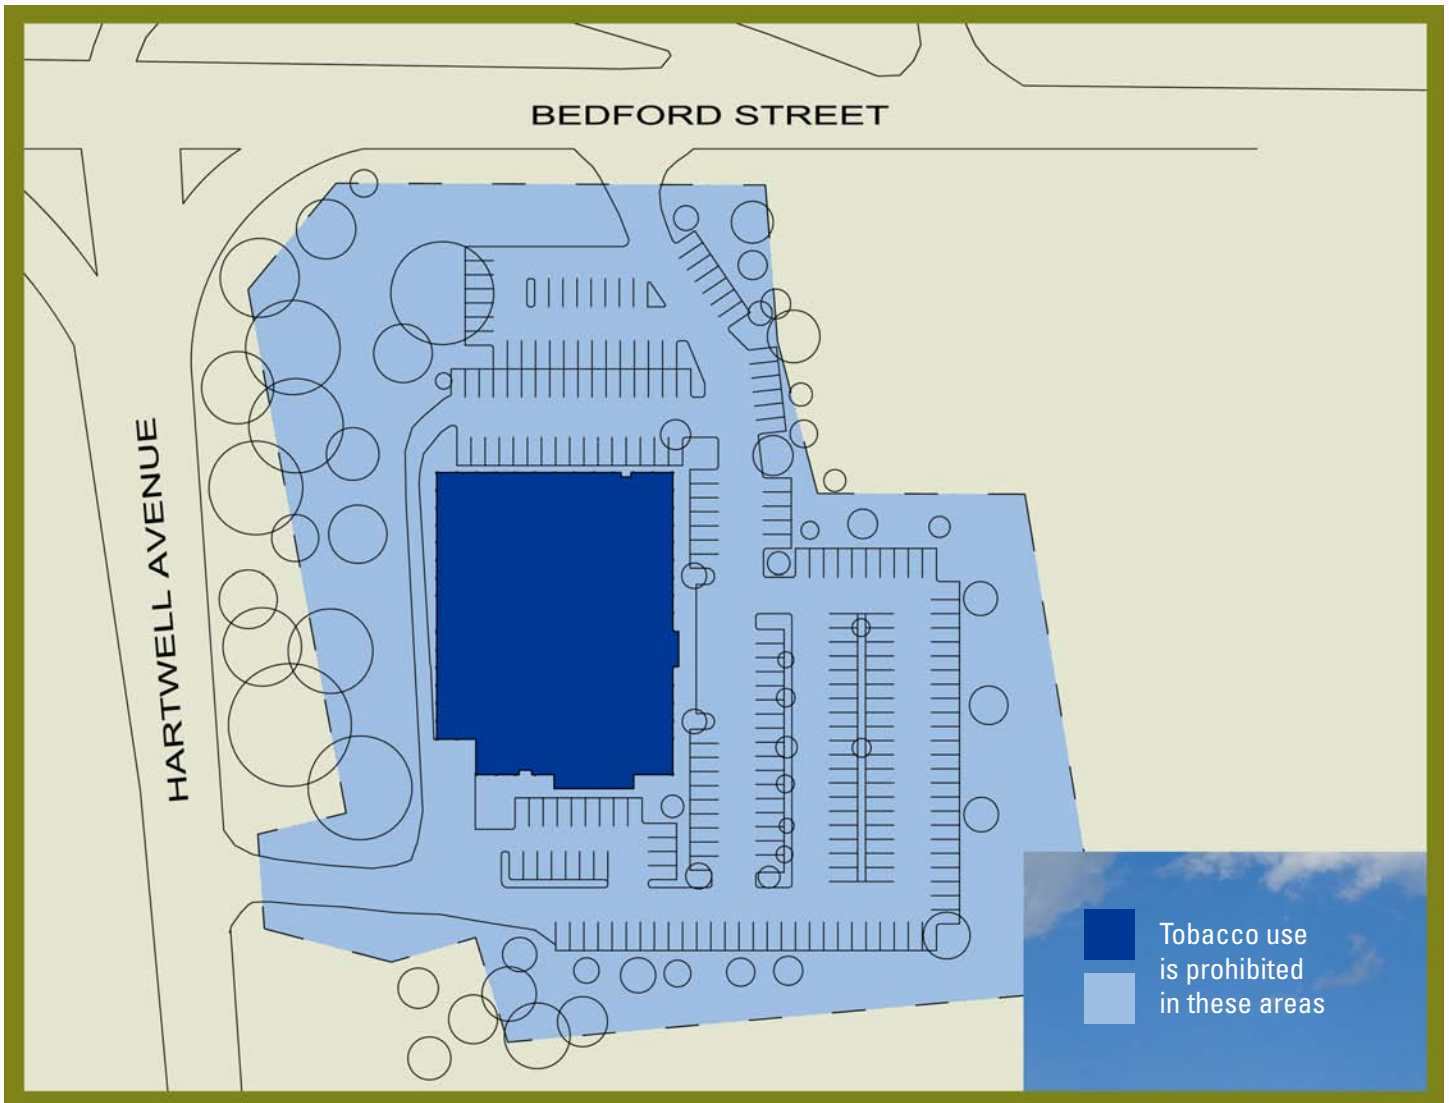 BEDFORD STREET
HARTWELL AVENUE
Tobacco use
is prohibited
in these areas